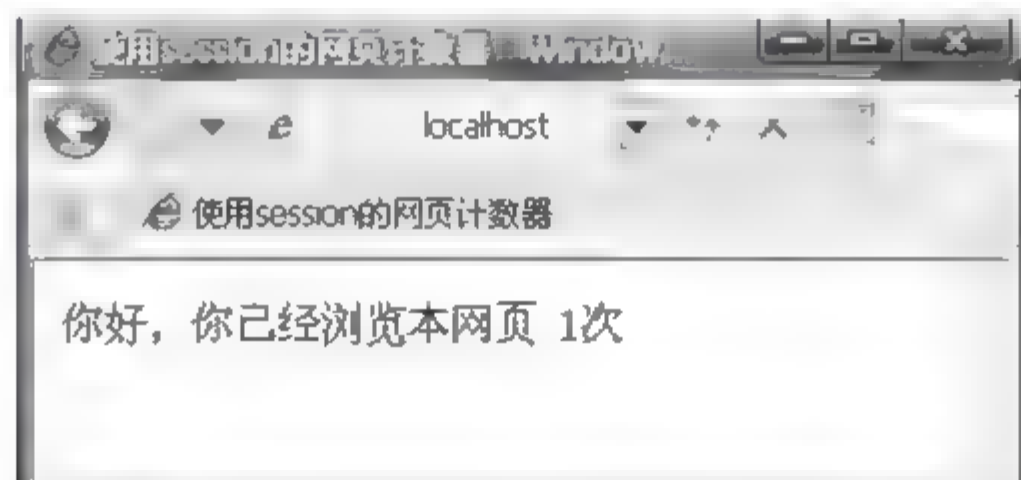 使用session的网页计数器 - Window...
localhost
使用session的网页计数器
你好，你已经浏览本网页 1次